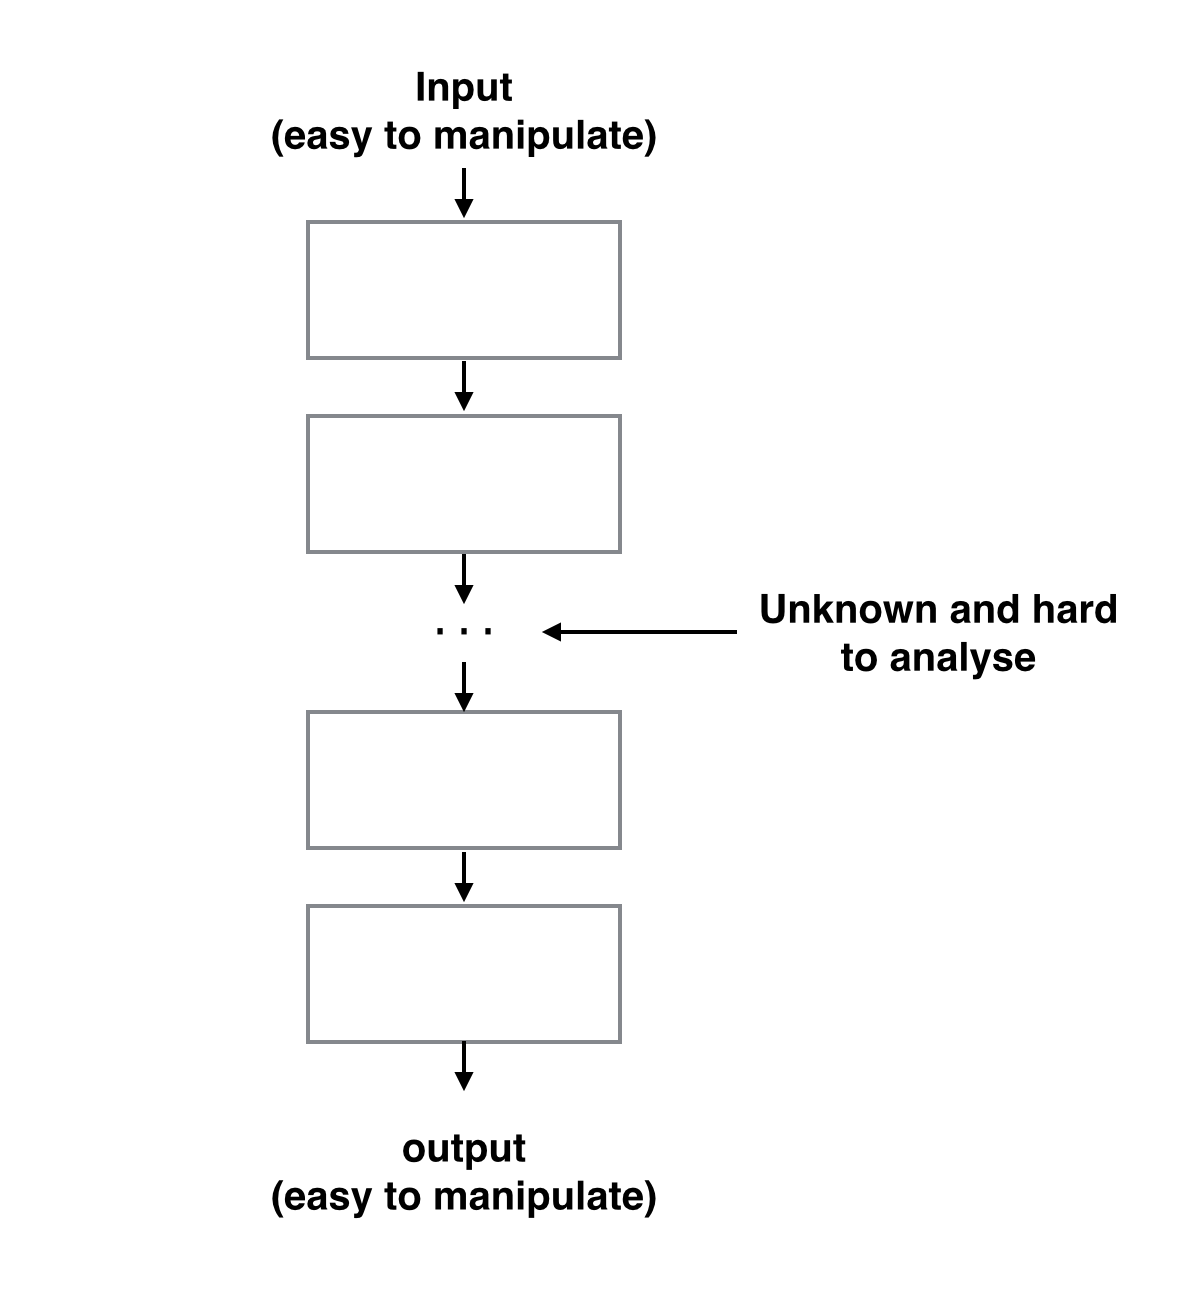 Input
(easy to manipulate)
. . .
Unknown and hard
to analyse
output
(easy to manipulate)